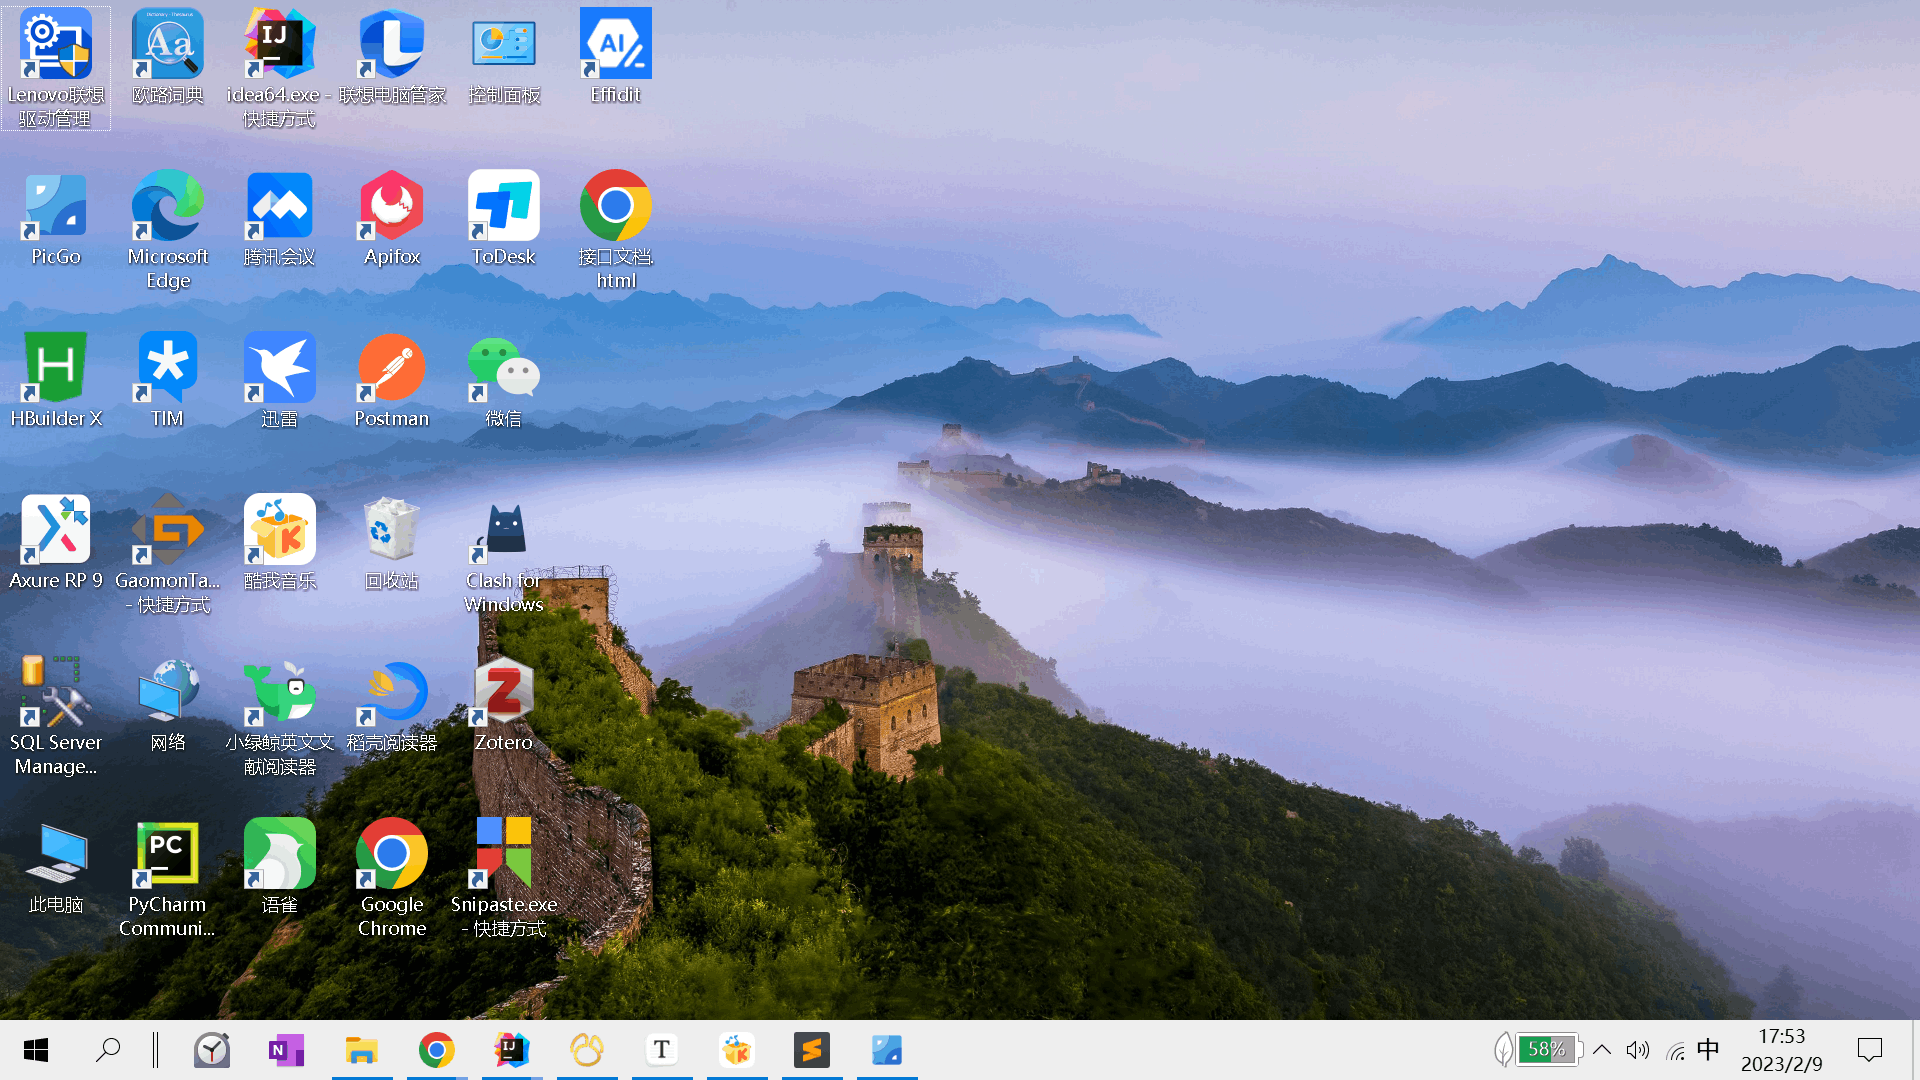 Lenovo联想
驱动管理
欧路词典
idea64.exe -
快捷方式
联想电脑管家
控制面板
Effidit
PicGo
Microsoft
Edge
腾讯会议
Apifox
ToDesk
接口文档.
html
HBuilder X
TIM
迅雷
Postman
微信
Axure RP 9
GaomonTa...
- 快捷方式
酷我音乐
回收站
Clash for
Windows
SQL Server
Manage...
网络
小绿鲸英文文
献阅读器
稻壳阅读器
Zotero
此电脑
PyCharm
Communi...
语雀
Google
Chrome
Snipaste.exe
- 快捷方式
58%
中
17:53
2023/2/9